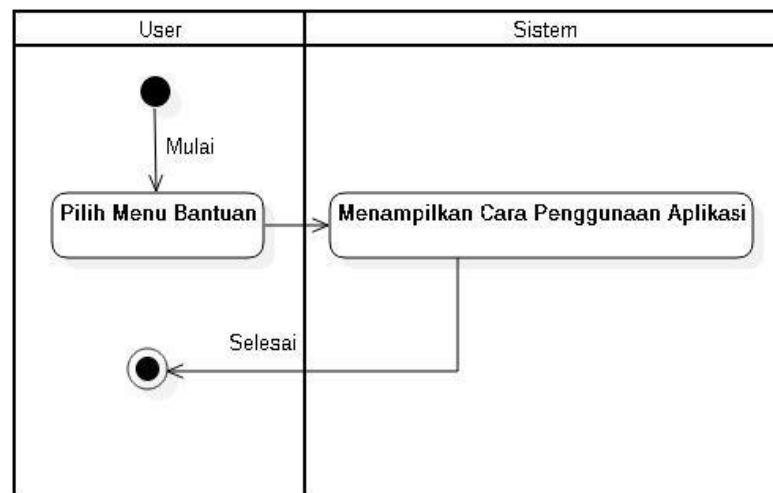 User
Sistem
Mulai
Pilih Menu Bantuan
Menampilkan Cara Penggunaan Aplikasi
Selesai